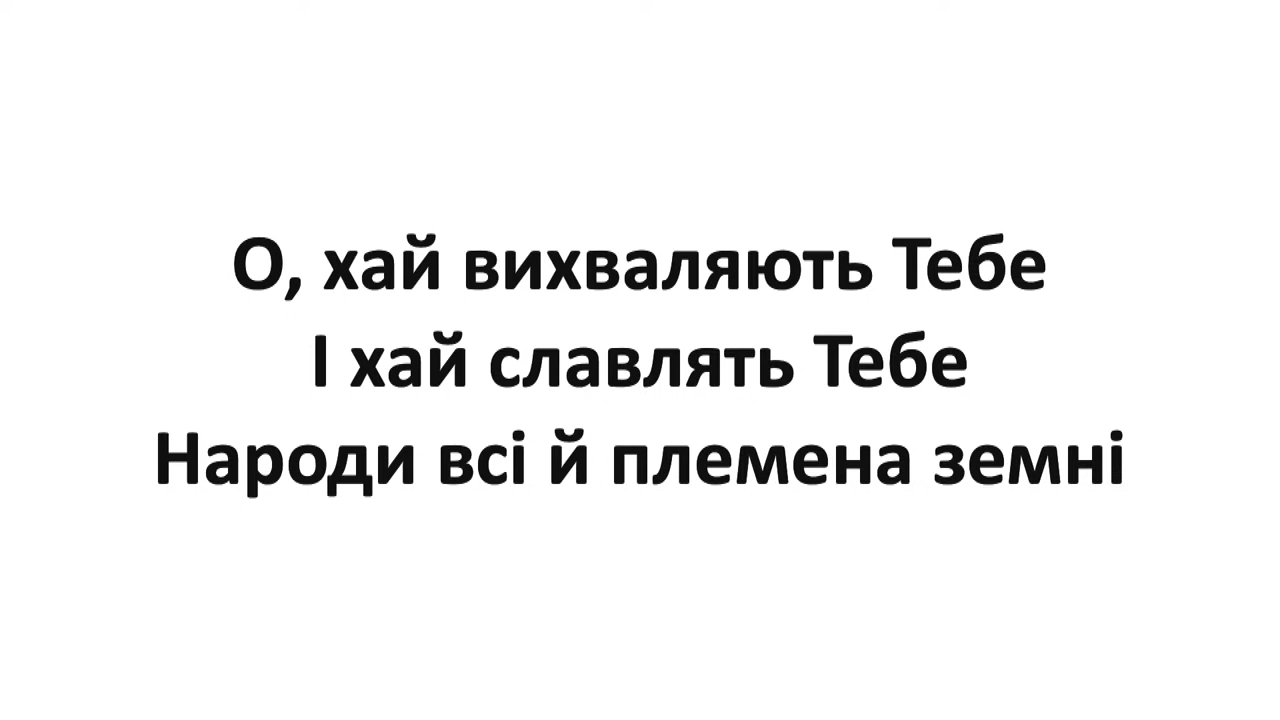 О, хай вихваляють Тебе
І хай славлять Тебе
Народи всі й племена земні